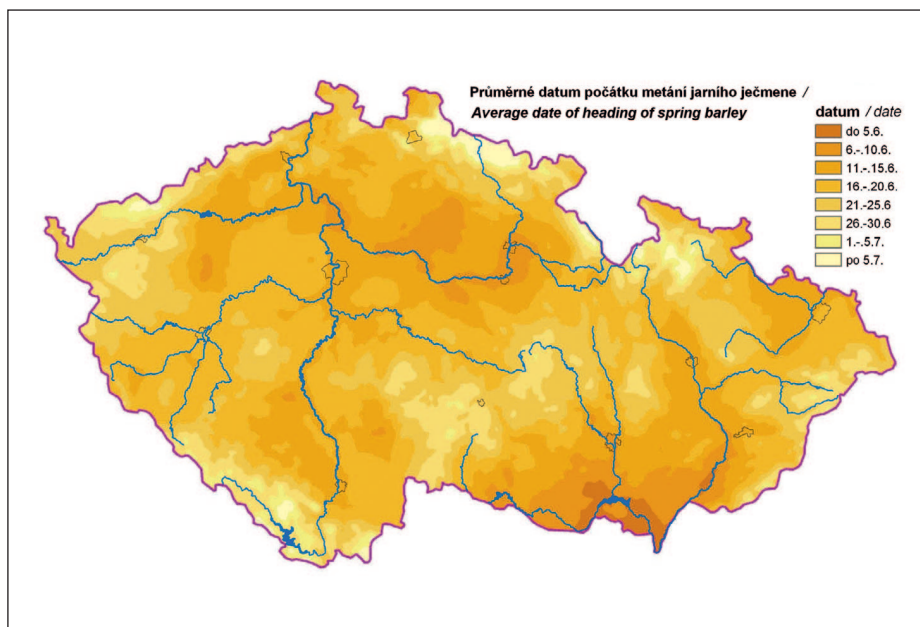 Průměrné datum počátku metání jarního ječmene /
Average date of heading of spring barley
datum / date
do 5.6.
6.-.10.6.
11.-.15.6.
16.-.20.6.
21.-25.6
26.-30.6
1.-.5.7.
po 5.7.